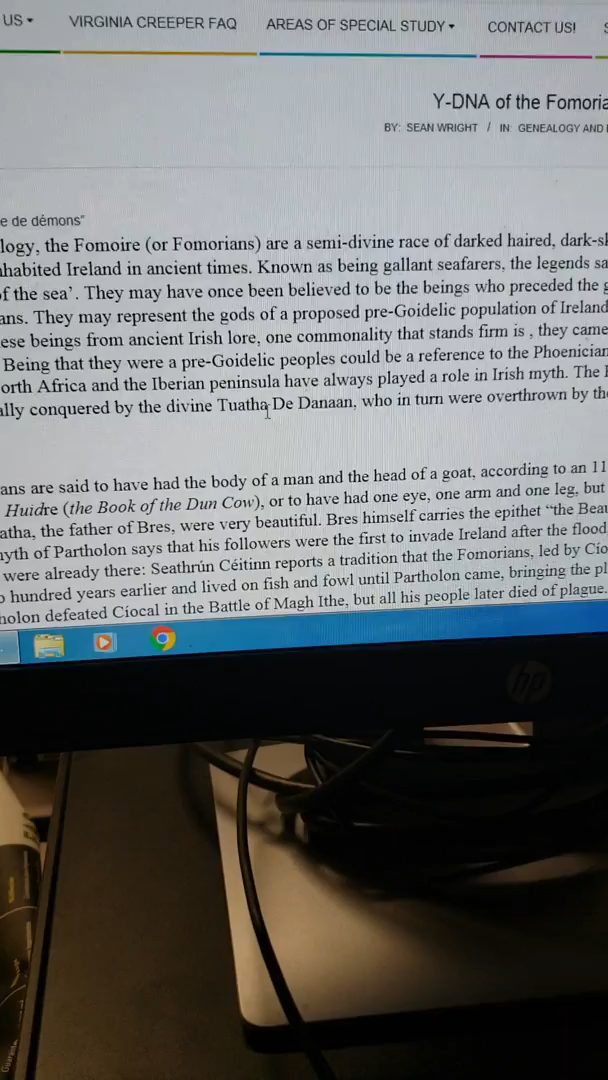 US
VIRGINIA CREEPER FAQ
AREAS OF SPECIAL STUDY
CONTACT US!
Y-DNA of the Fomoria
BY: SEAN WRIGHT / IN: GENEALOGY AND
e de démons"
logy, the Fomoire (or Fomorians) are a semi-divine race of darked haired, dark-sk
nhabited Ireland in ancient times. Known as being gallant seafarers, the legends sa
of the sea'. They may have once been believed to be the beings who preceded the g
ans. They may represent the gods of a proposed pre-Goidelic population of Ireland
ese beings from ancient Irish lore, one commonality that stands firm is , they came
Being that they were a pre-Goidelic peoples could be a reference to the Phoenician
orth Africa and the Iberian peninsula have always played a role in Irish myth. The
ally conquered by the divine Tuatha De Danaan, who in turn were overthrown by the
ans are said to have had the body of a man and the head of a goat, according to an 11
Huidre (the Book of the Dun Cow), or to have had one eye, one arm and one leg, but
atha, the father of Bres, were very beautiful. Bres himself carries the epithet "the Beau
yth of Partholon says that his followers were the first to invade Ireland after the flood
were already there: Seathrún Céitinn reports a tradition that the Fomorians, led by Cío
o hundred years earlier and lived on fish and fowl until Partholon came, bringing the pl
holon defeated Cíocal in the Battle of Magh Ithe, but all his people later died of plague.
hp